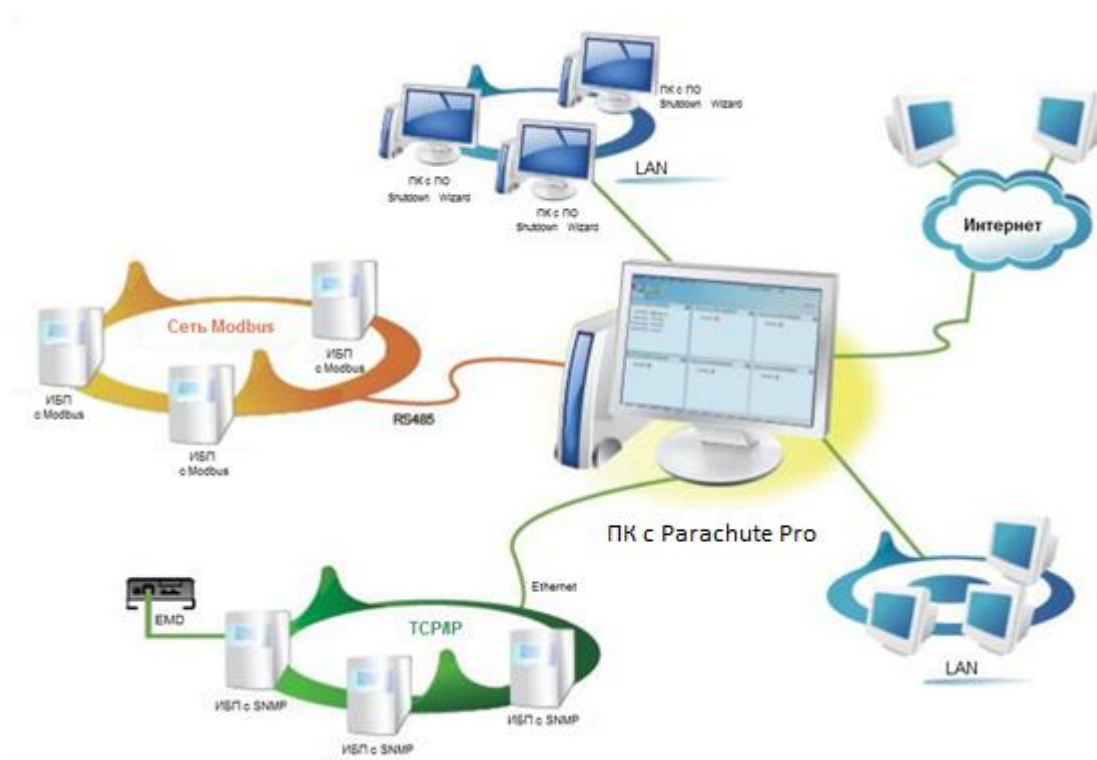 ПК с ПО
Shutdown Wizard
ПК с ПО
Shutdown Wizard
ПК с ПО
Shutdown Wizard
LAN
Интернет
Сеть Modbus
ИБП
с Modbus
ИБП
с Modbus
ИБП
с Modbus
RS485
ПК с Parachute Pro
Ethernet
EMD
TCP/IP
ИБП с SNMP
ИБП с SNMP
ИБП с SNMP
LAN